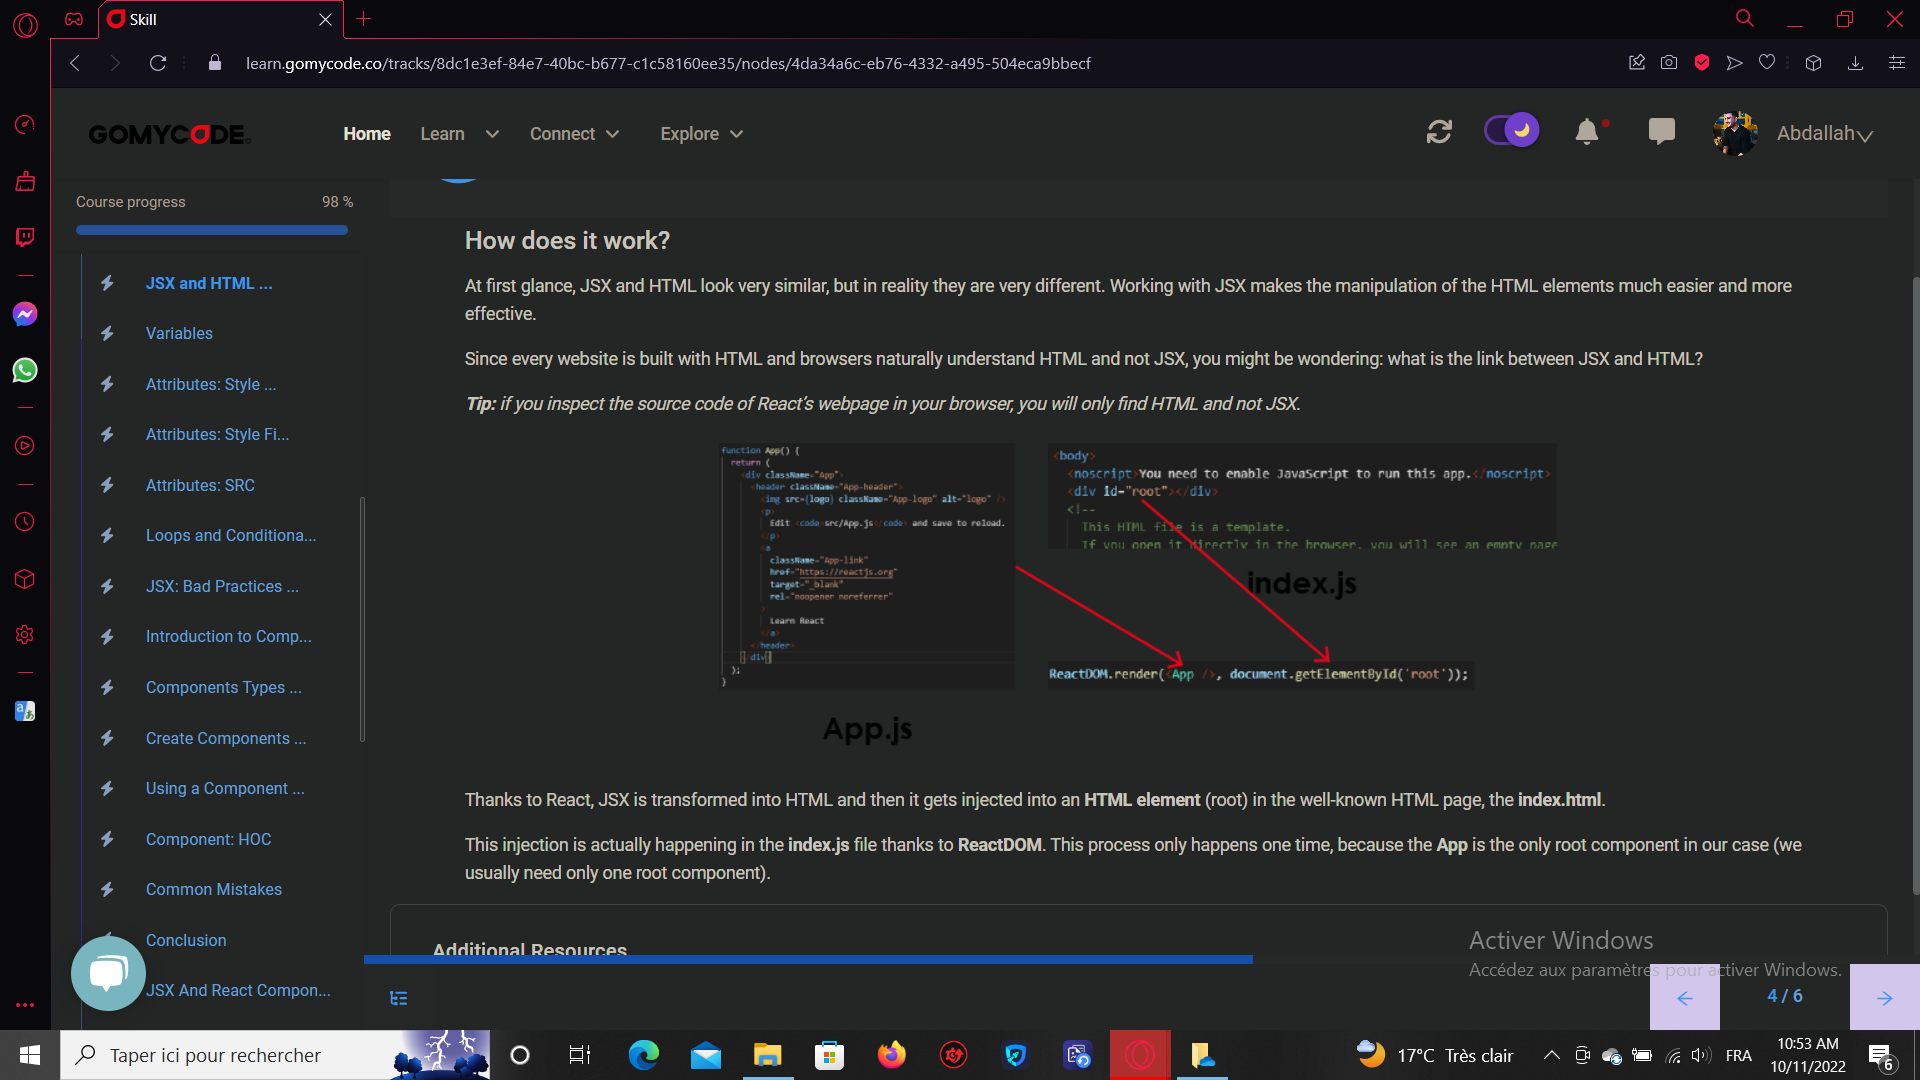 Skill
learn.gomycode.co/tracks/8dc1e3ef-84e7-40bc-b677-c1c58160ee35/nodes/4da34a6c-eb76-4332-a495-504eca9bbecf
GOMYCODE
Home
Learn
Connect
Explore
Abdallah
Course progress
98 %
JSX and HTML ...
Variables
Attributes: Style ...
Attributes: Style Fi...
Attributes: SRC
Loops and Conditiona...
JSX: Bad Practices ...
Introduction to Comp...
Components Types ...
Create Components ...
Using a Component ...
Component: HOC
Common Mistakes
Conclusion
JSX And React Compon...
How does it work?
At first glance, JSX and HTML look very similar, but in reality they are very different. Working with JSX makes the manipulation of the HTML elements much easier and more
effective.
Since every website is built with HTML and browsers naturally understand HTML and not JSX, you might be wondering: what is the link between JSX and HTML?
Tip: if you inspect the source code of React's webpage in your browser, you will only find HTML and not JSX.
function App() {
return (
<div className="App">
<header className="App-header">
<img src={logo} className="App-logo" alt="logo" />
<p>
Edit <code>src/App.js</code> and save to reload.
</p>
<a
className="App-link"
href="https://reactjs.org"
target="_blank"
rel="noopener noreferrer"
>
Learn React
</a>
</header>
</div>
);
}
App.js
<body>
<noscript>You need to enable JavaScript to run this app.</noscript>
<div id="root"></div>
<!--
This HTML file is a template.
If you open it directly in the browser, you will see an empty page
index.js
ReactDOM.render(<App />, document.getElementById('root'));
Thanks to React, JSX is transformed into HTML and then it gets injected into an HTML element (root) in the well-known HTML page, the index.html.
This injection is actually happening in the index.js file thanks to ReactDOM. This process only happens one time, because the App is the only root component in our case (we
usually need only one root component).
Additional Resources
Activer Windows
Accédez aux paramètres pour activer Windows.
4 / 6
Taper ici pour rechercher
17°C Très clair
FRA
10:53 AM
10/11/2022
6